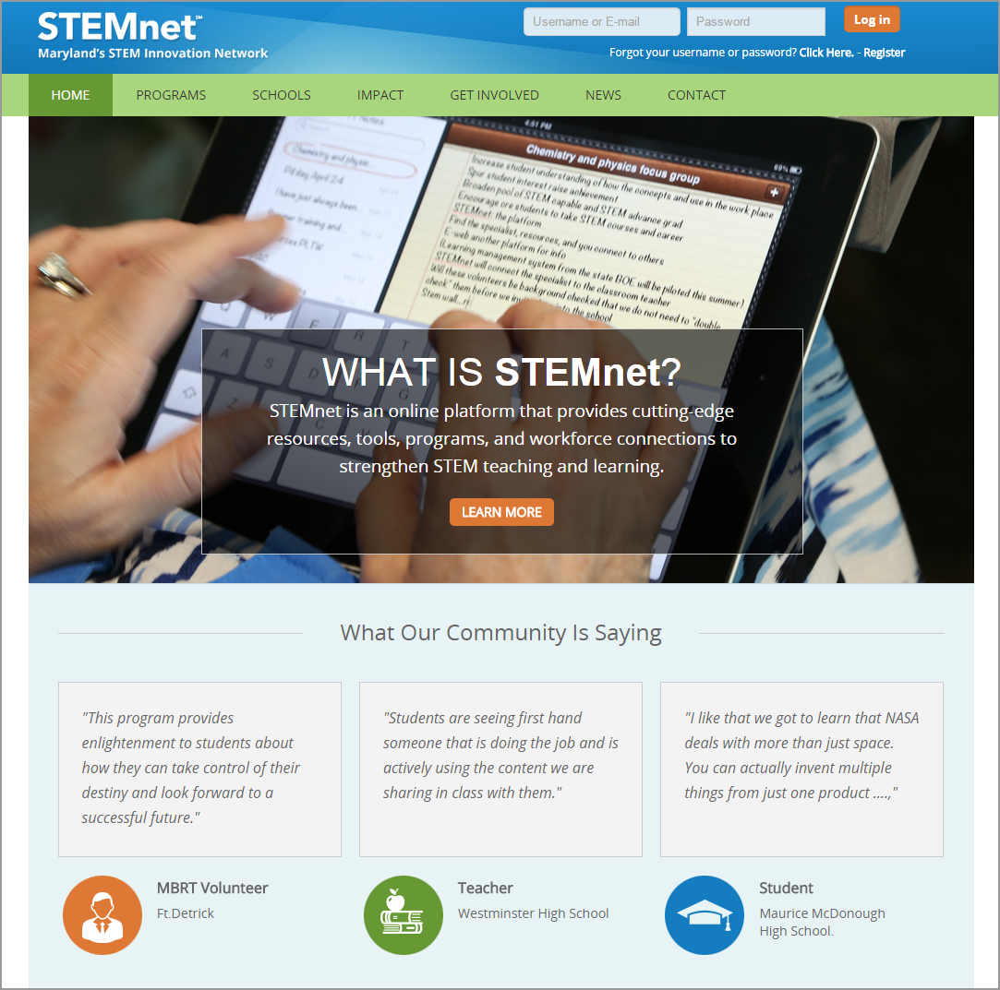 STEMnet℠
Maryland's STEM Innovation Network
Username or E-mail
Password
Log in
Forgot your username or password? Click Here. - Register
HOME
PROGRAMS
SCHOOLS
IMPACT
GET INVOLVED
NEWS
CONTACT
Notes
Search
Chemistry and physic...
Dd day April 24
I have just always been...
training and...
4:51 PM
69%
Chemistry and physics focus group
+
Increase student understanding of how the concepts and use in the work place
Spur student interest raise achievement
Broaden pool of STEM capable and STEM advance grad
Encourage ore students to take STEM courses and career
STEMnet: the platform
Find the specialist, resources, and you connect to others
E web another platform for info
(Learning management system from the state BOE will be piloted this summer)
STEMnet will connect the specialist to the classroom teacher
Will these volunteers be background checked that we do not need to "double
check" them before we into the school
Stem wall...
Q W E R T
A S D G
Z C V
WHAT IS STEMnet?
STEMnet is an online platform that provides cutting-edge
resources, tools, programs, and workforce connections to
strengthen STEM teaching and learning.
LEARN MORE
What Our Community Is Saying
"This program provides
enlightenment to students about
how they can take control of their
destiny and look forward to a
successful future."
MBRT Volunteer
Ft.Detrick
"Students are seeing first hand
someone that is doing the job and is
actively using the content we are
sharing in class with them."
Teacher
Westminster High School
"I like that we got to learn that NASA
deals with more than just space.
You can actually invent multiple
things from just one product ....,"
Student
Maurice McDonough
High School.